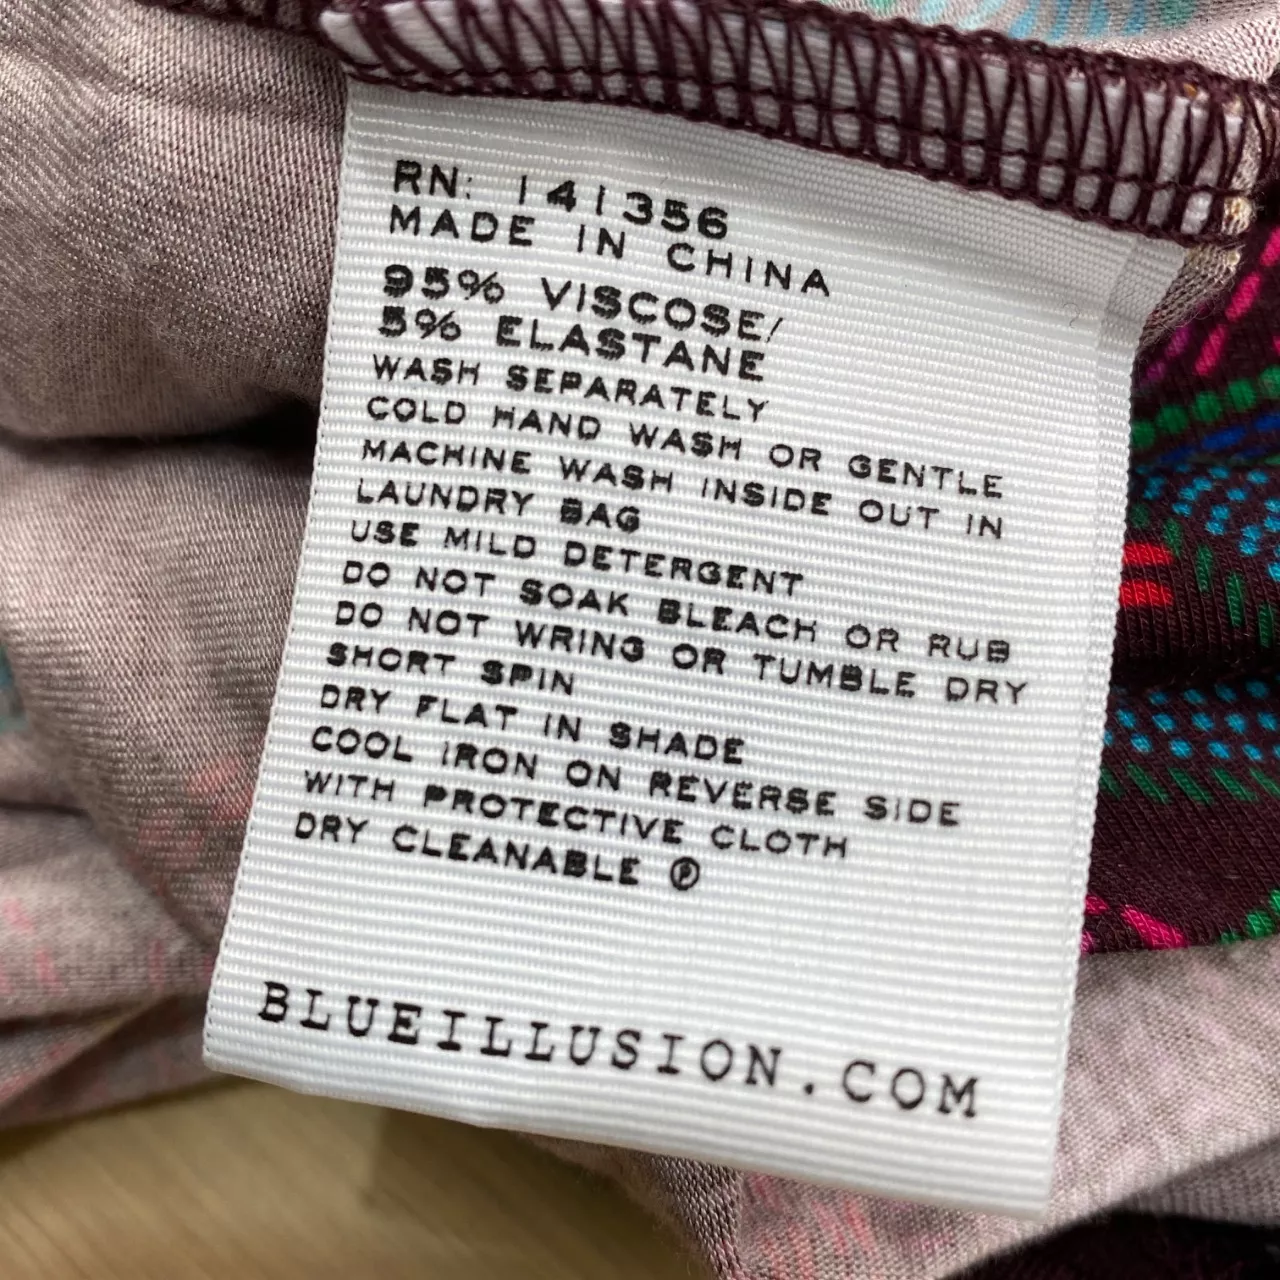 RN: 141356
MADE IN CHINA
95% VISCOSE/
5% ELASTANE
WASH SEPARATELY
COLD HAND WASH OR GENTLE
MACHINE WASH INSIDE OUT IN
LAUNDRY BAG
USE MILD DETERGENT
DO NOT SOAK BLEACH OR RUB
DO NOT WRING OR TUMBLE DRY
SHORT SPIN
DRY FLAT IN SHADE
COOL IRON ON REVERSE SIDE
WITH PROTECTIVE CLOTH
DRY CLEANABLE Ⓟ
BLUEILLUSION.COM